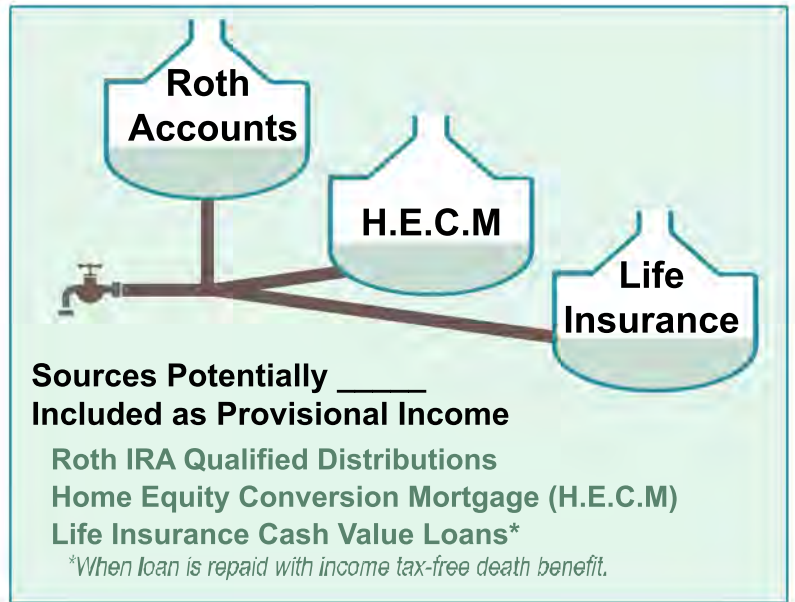 Roth
Accounts
H.E.C.M
Life
Insurance
Sources Potentially _____
Included as Provisional Income
Roth IRA Qualified Distributions
Home Equity Conversion Mortgage (H.E.C.M)
Life Insurance Cash Value Loans*
*When loan is repaid with income tax-free death benefit.